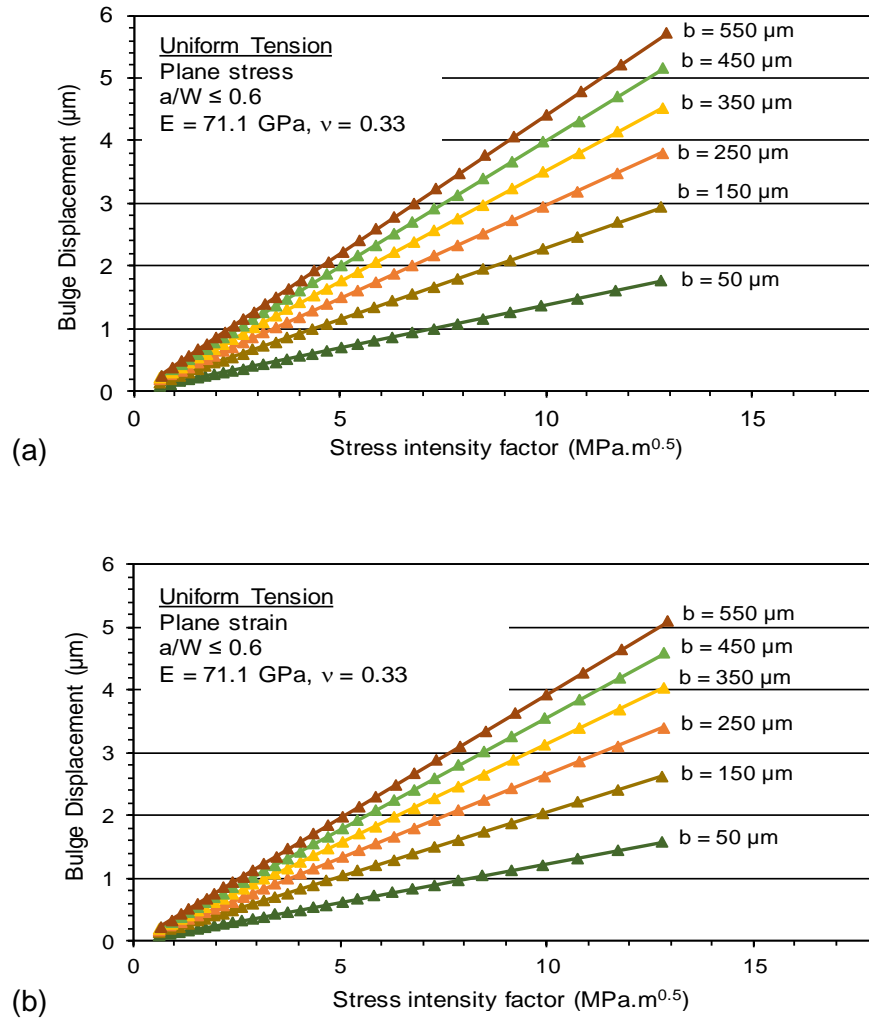 6
5
4
3
2
1
0
Bulge Displacement (µm)
Uniform Tension
Plane stress
a/W ≤ 0.6
E = 71.1 GPa, ν = 0.33
b = 550 µm
b = 450 µm
b = 350 µm
b = 250 µm
b = 150 µm
b = 50 µm
0 5 10 15
Stress intensity factor (MPa.m^0.5)
(a)
6
5
4
3
2
1
0
Bulge Displacement (µm)
Uniform Tension
Plane strain
a/W ≤ 0.6
E = 71.1 GPa, ν = 0.33
b = 550 µm
b = 450 µm
b = 350 µm
b = 250 µm
b = 150 µm
b = 50 µm
0 5 10 15
Stress intensity factor (MPa.m^0.5)
(b)